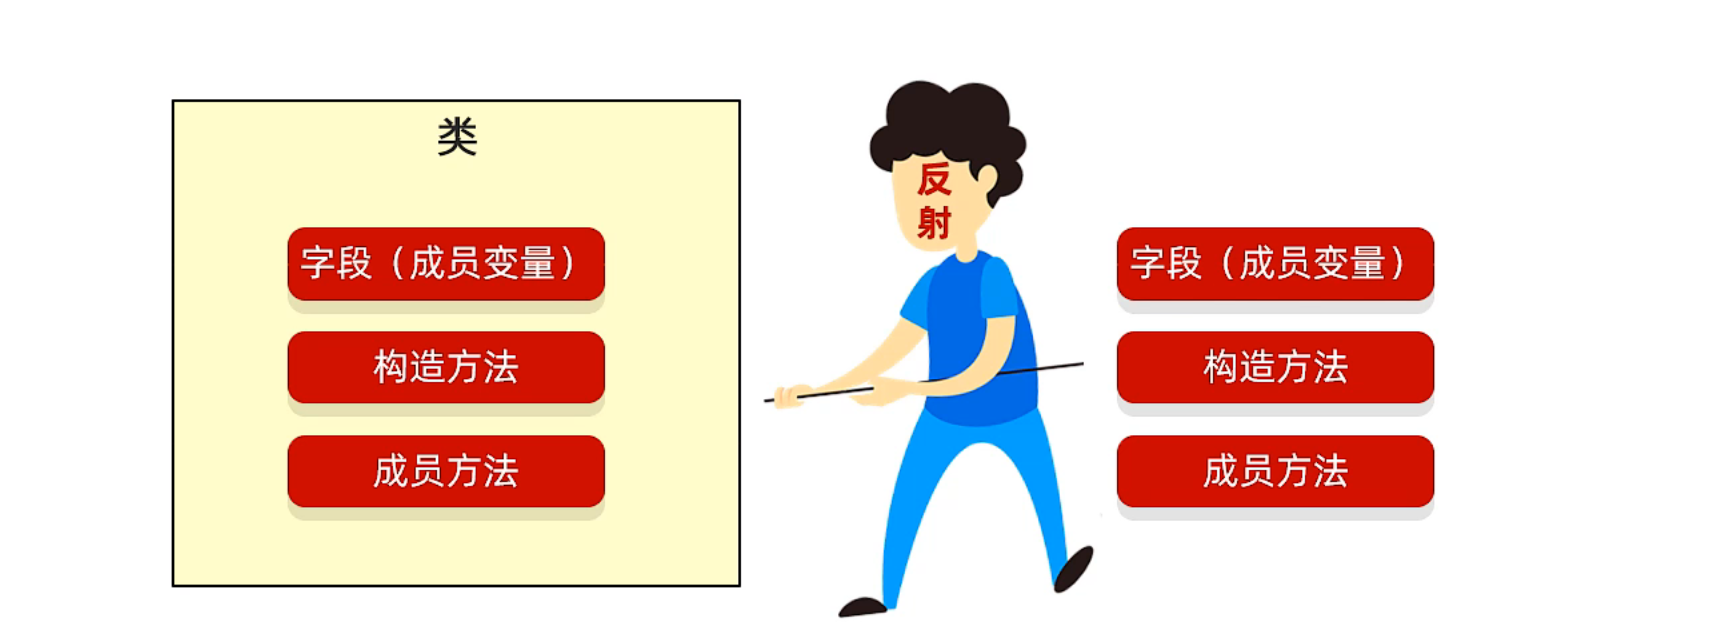 类
字段（成员变量）
构造方法
成员方法
反
射
字段（成员变量）
构造方法
成员方法